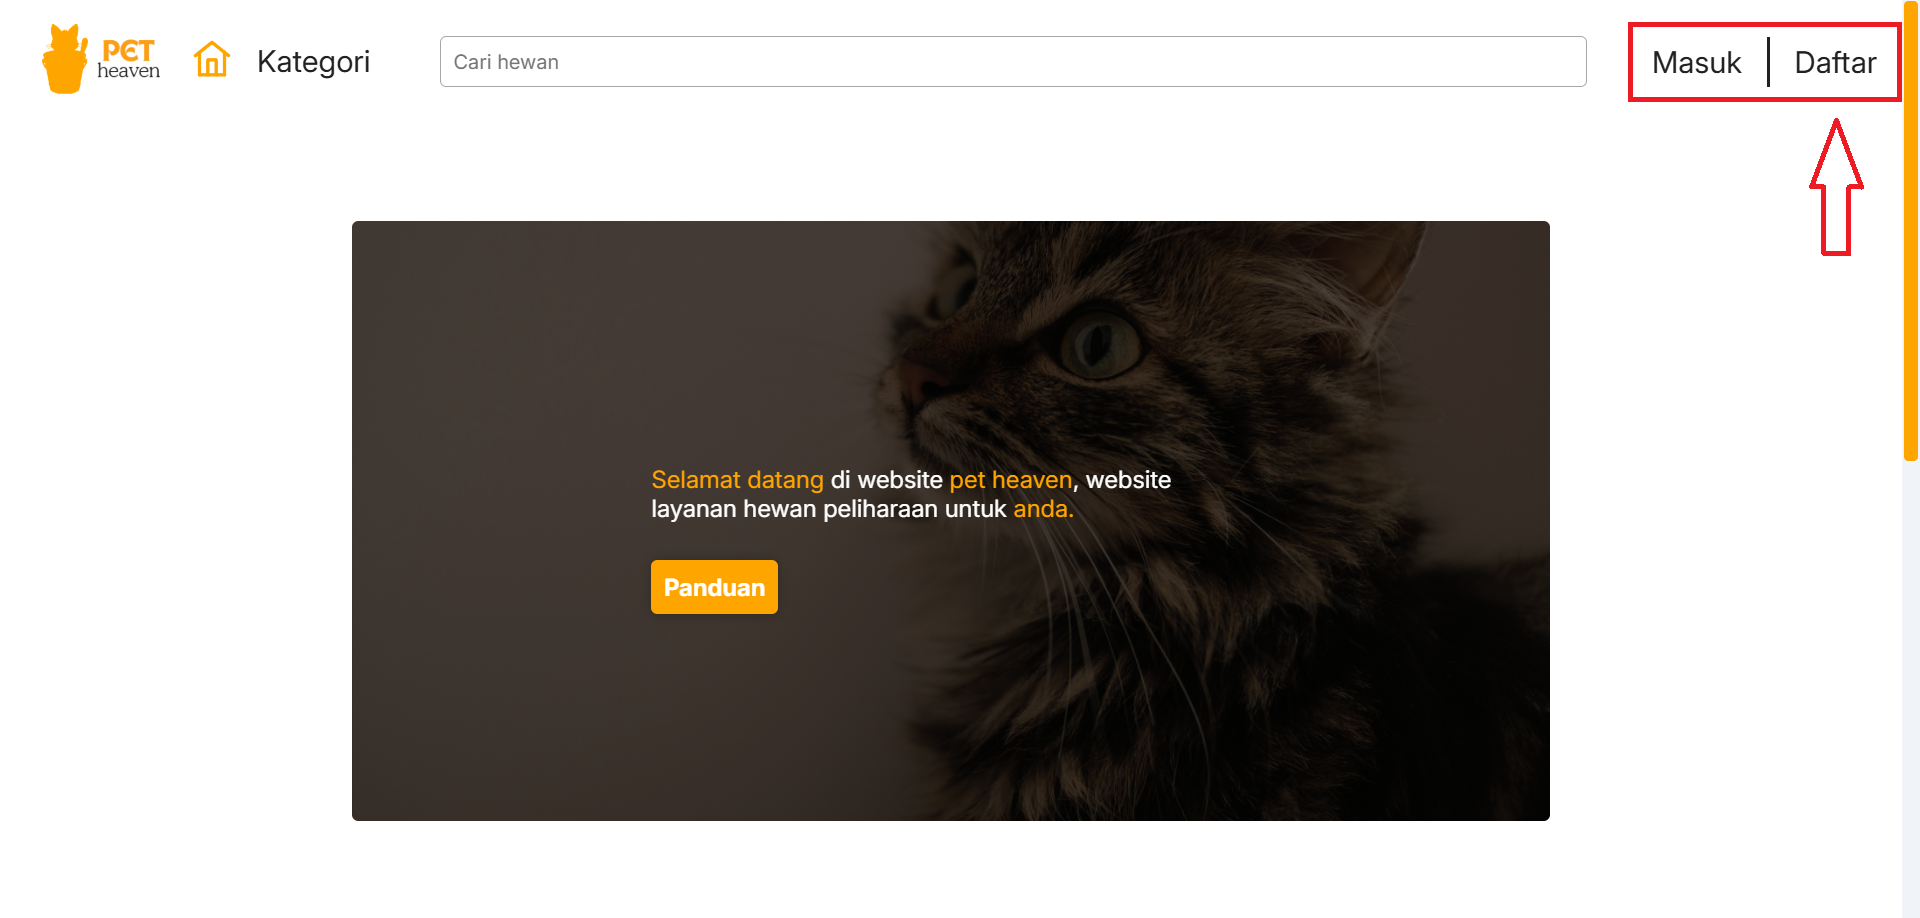 PET
heaven
Kategori
Cari hewan
Masuk
Daftar
Selamat datang di website pet heaven, website
layanan hewan peliharaan untuk anda.
Panduan